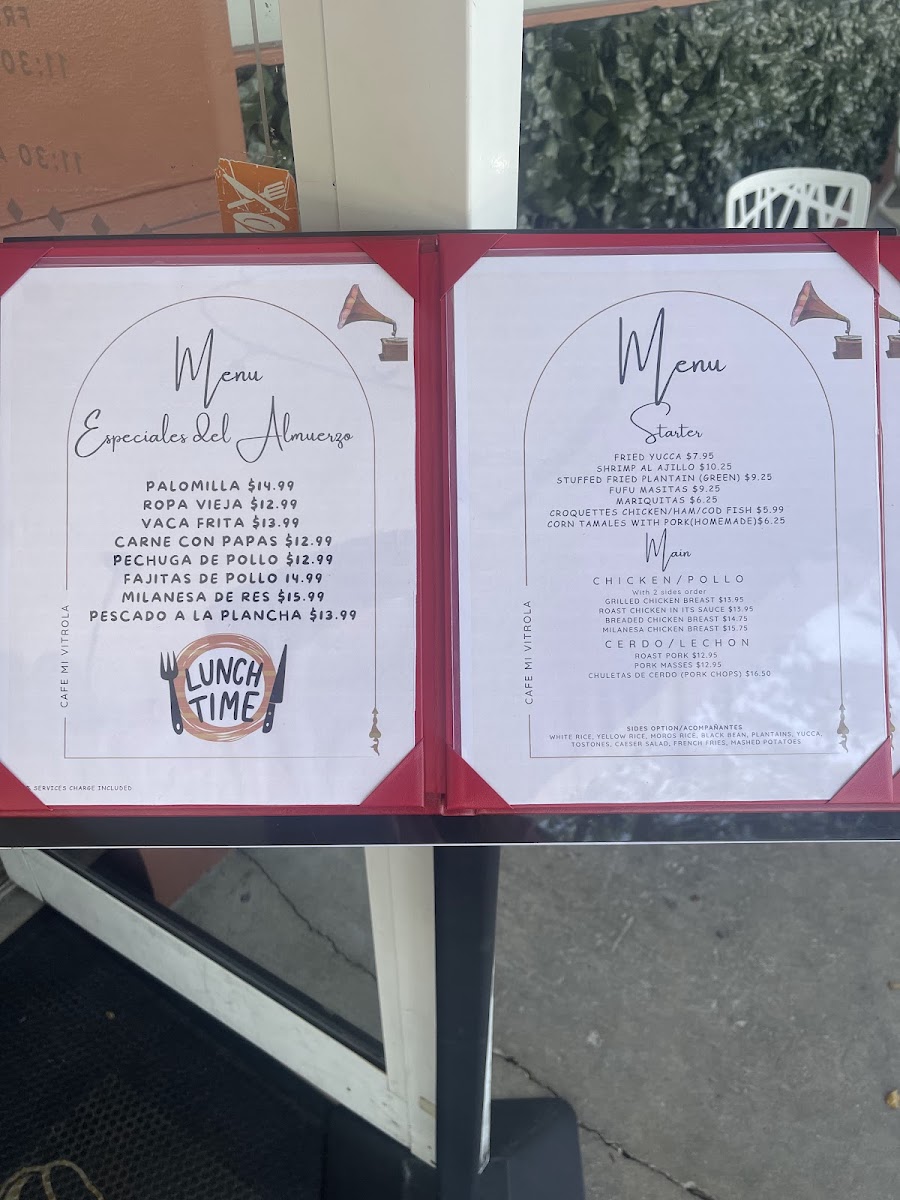 11:30
11:30
Menu
Especiales del Almuerzo
PALOMILLA $14.99
ROPA VIEJA $12.99
VACA FRITA $13.99
CARNE CON PAPAS $12.99
PECHUGA DE POLLO $12.99
FAJITAS DE POLLO 14.99
MILANESA DE RES $15.99
PESCADO A LA PLANCHA $13.99
CAFE MI VITROLA
LUNCH
TIME
SERVICES CHARGE INCLUDED
Menu
Starter
FRIED YUCCA $7.95
SHRIMP AL AJILLO $10.25
STUFFED FRIED PLANTAIN (GREEN) $9.25
FUFU MASITAS $9.25
MARIQUITAS $6.25
CROQUETTES CHICKEN/HAM/COD FISH $5.99
CORN TAMALES WITH PORK(HOMEMADE)$6.25
Main
CHICKEN/POLLO
With 2 sides order
GRILLED CHICKEN BREAST $13.95
ROAST CHICKEN IN ITS SAUCE $13.95
BREADED CHICKEN BREAST $14.75
MILANESA CHICKEN BREAST $15.75
CERDO/LECHON
ROAST PORK $12.95
PORK MASSES $12.95
CHULETAS DE CERDO (PORK CHOPS) $16.50
CAFE MI VITROLA
SIDES OPTION/ACOMPAÑANTES
WHITE RICE, YELLOW RICE, MOROS RICE, BLACK BEAN, PLANTAINS, YUCCA,
TOSTONES, CAESER SALAD, FRENCH FRIES, MASHED POTATOES